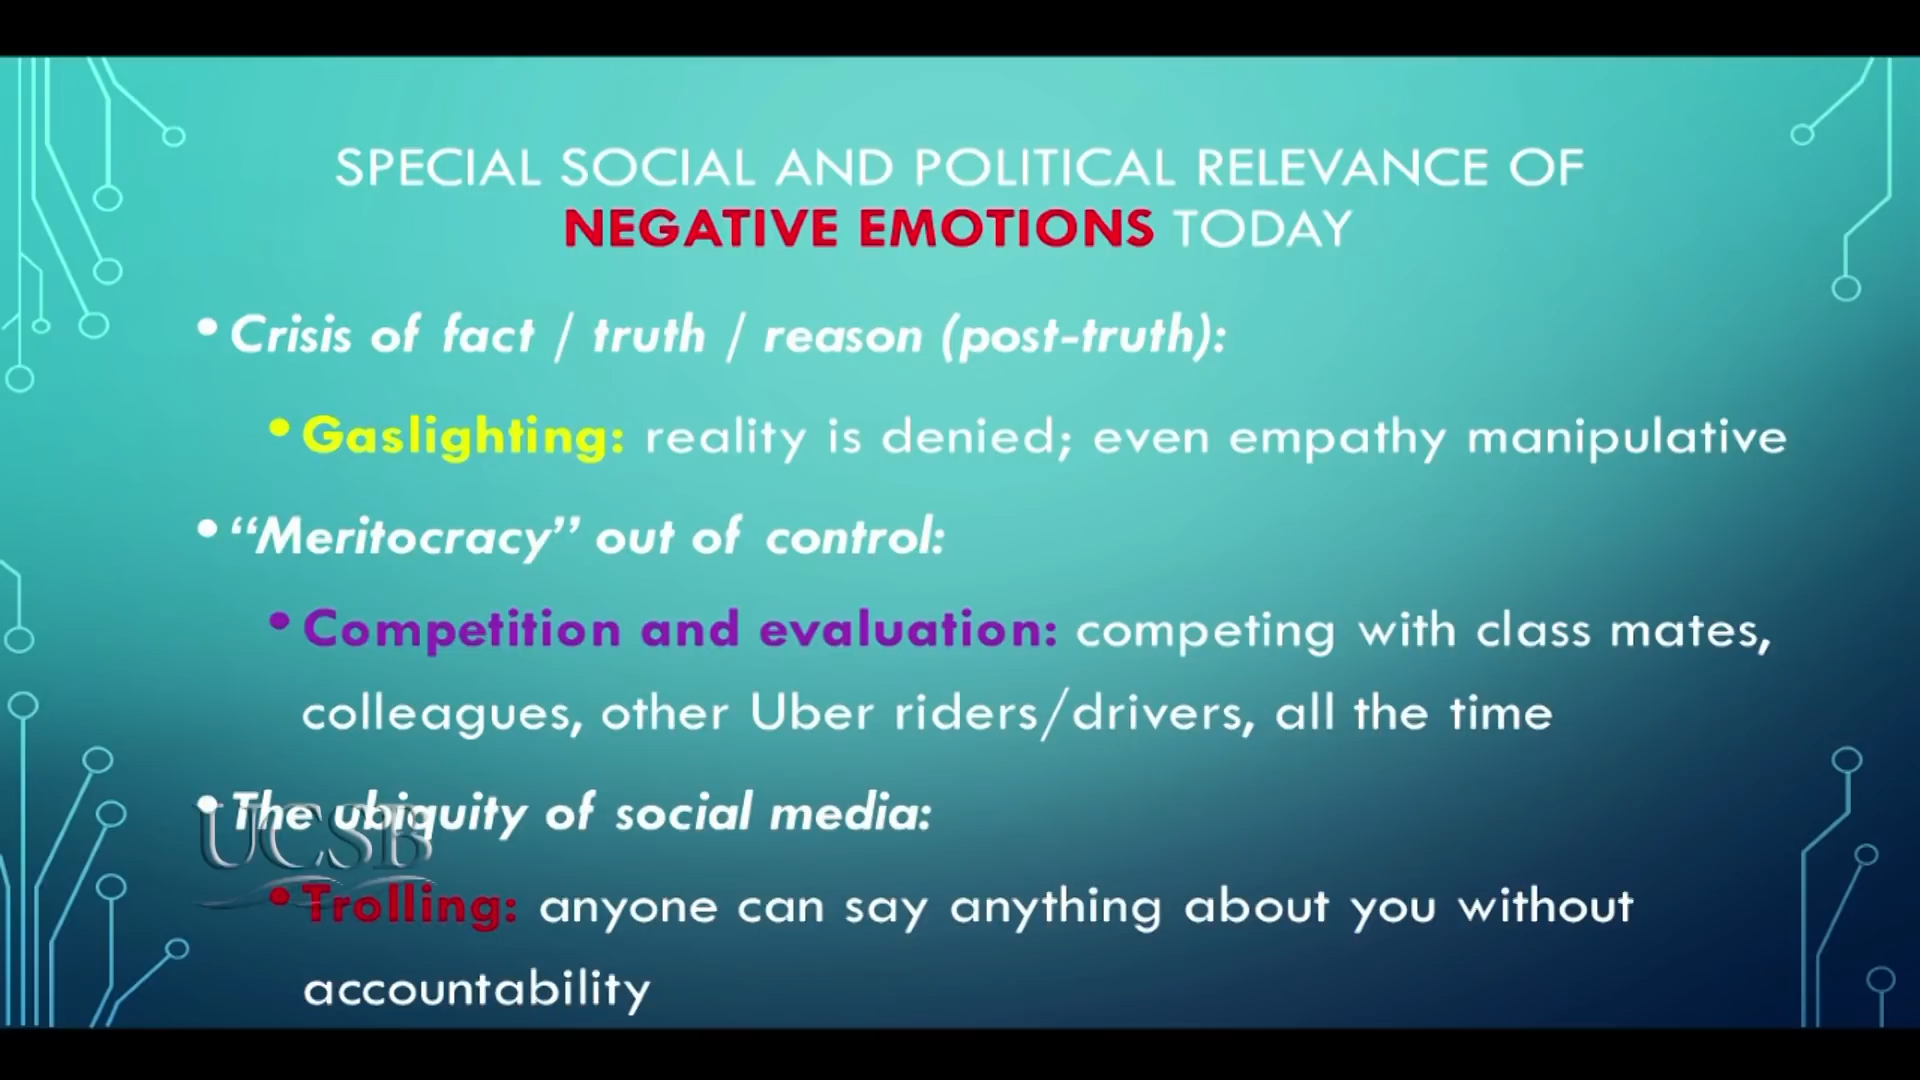 SPECIAL SOCIAL AND POLITICAL RELEVANCE OF
NEGATIVE EMOTIONS TODAY
• Crisis of fact / truth / reason (post-truth):
• Gaslighting: reality is denied; even empathy manipulative
• “Meritocracy” out of control:
• Competition and evaluation: competing with class mates,
colleagues, other Uber riders/drivers, all the time
• The ubiquity of social media:
UCSB
• Trolling: anyone can say anything about you without
accountability